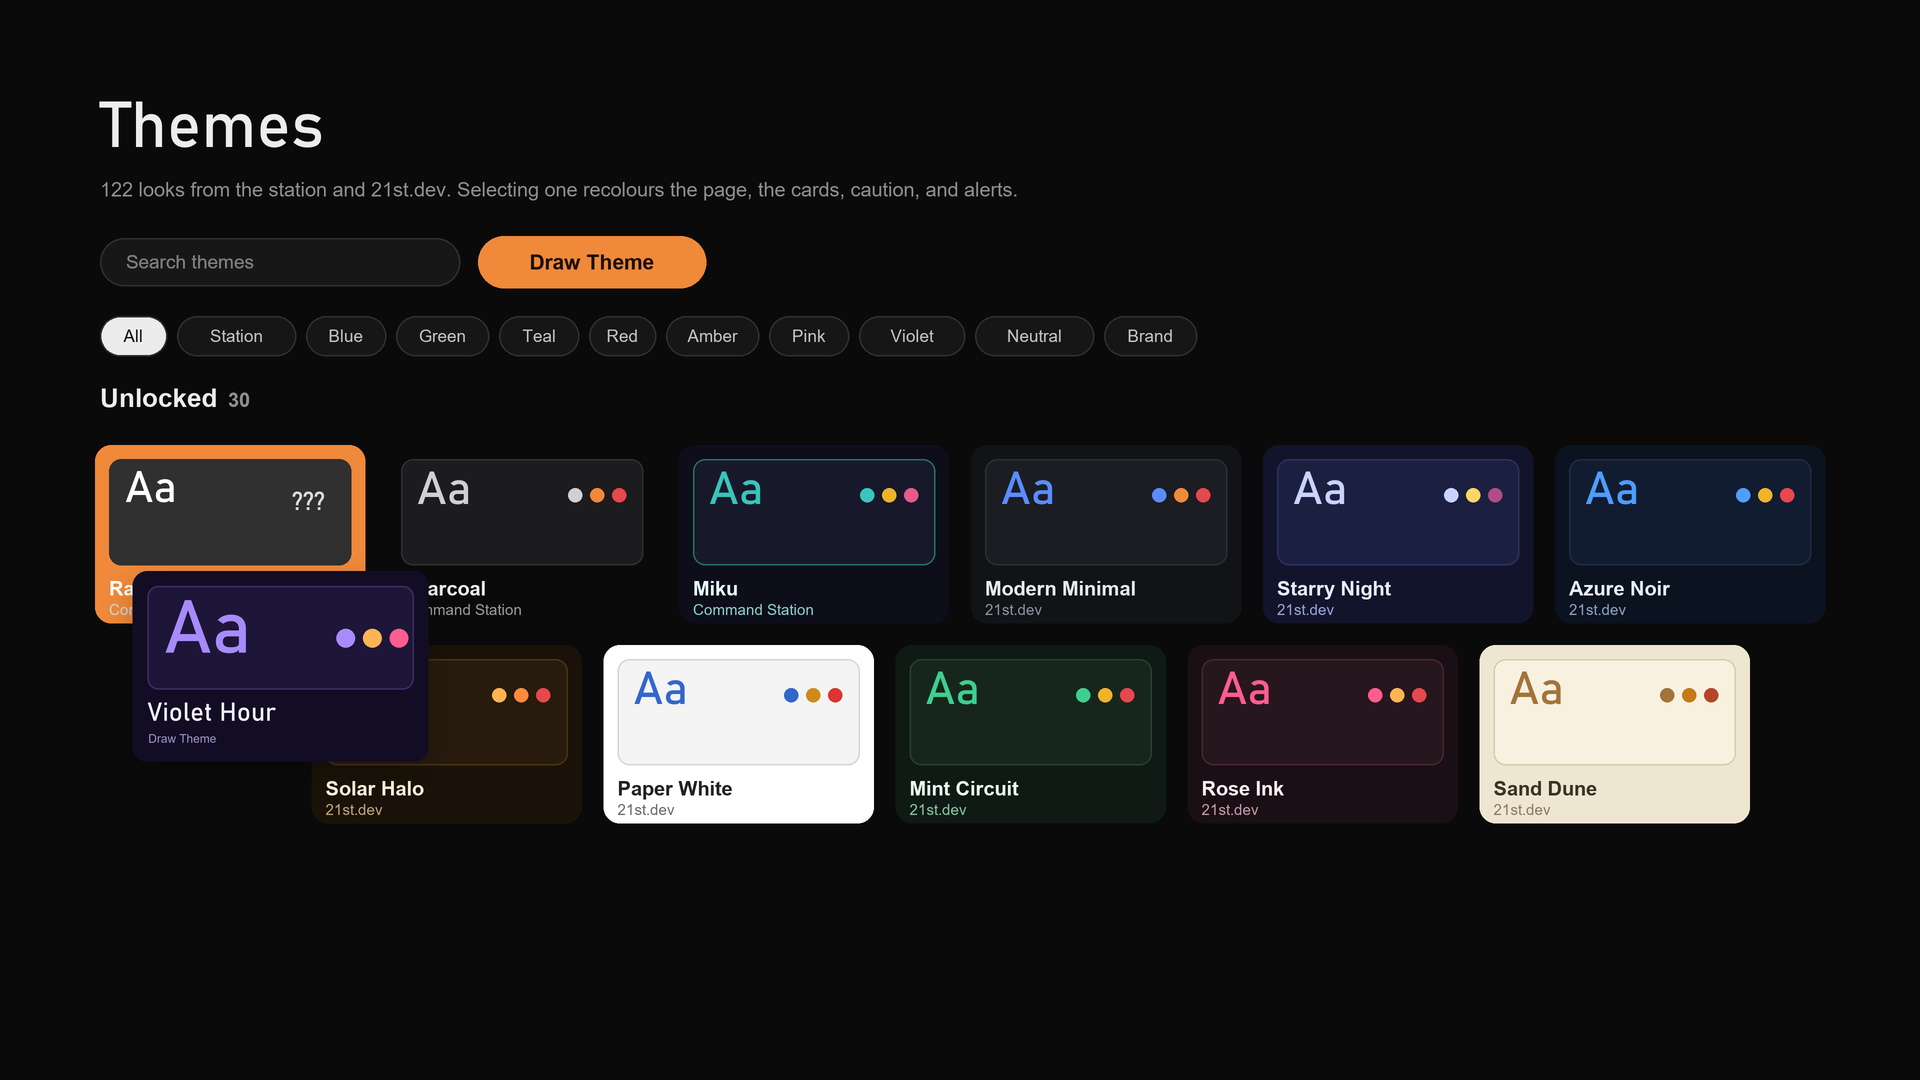 Themes
122 looks from the station and 21st.dev. Selecting one recolours the page, the cards, caution, and alerts.
Search themes
Draw Theme
All Station Blue Green Teal Red Amber Pink Violet Neutral Brand
Unlocked 30
Aa ???
Aa
Aa
Aa
Aa
Aa
Ra
Co
arcoal
mmand Station
Miku
Command Station
Modern Minimal
21st.dev
Starry Night
21st.dev
Azure Noir
21st.dev
Aa
Violet Hour
Draw Theme
Solar Halo
21st.dev
Aa
Paper White
21st.dev
Aa
Mint Circuit
21st.dev
Aa
Rose Ink
21st.dev
Aa
Sand Dune
21st.dev